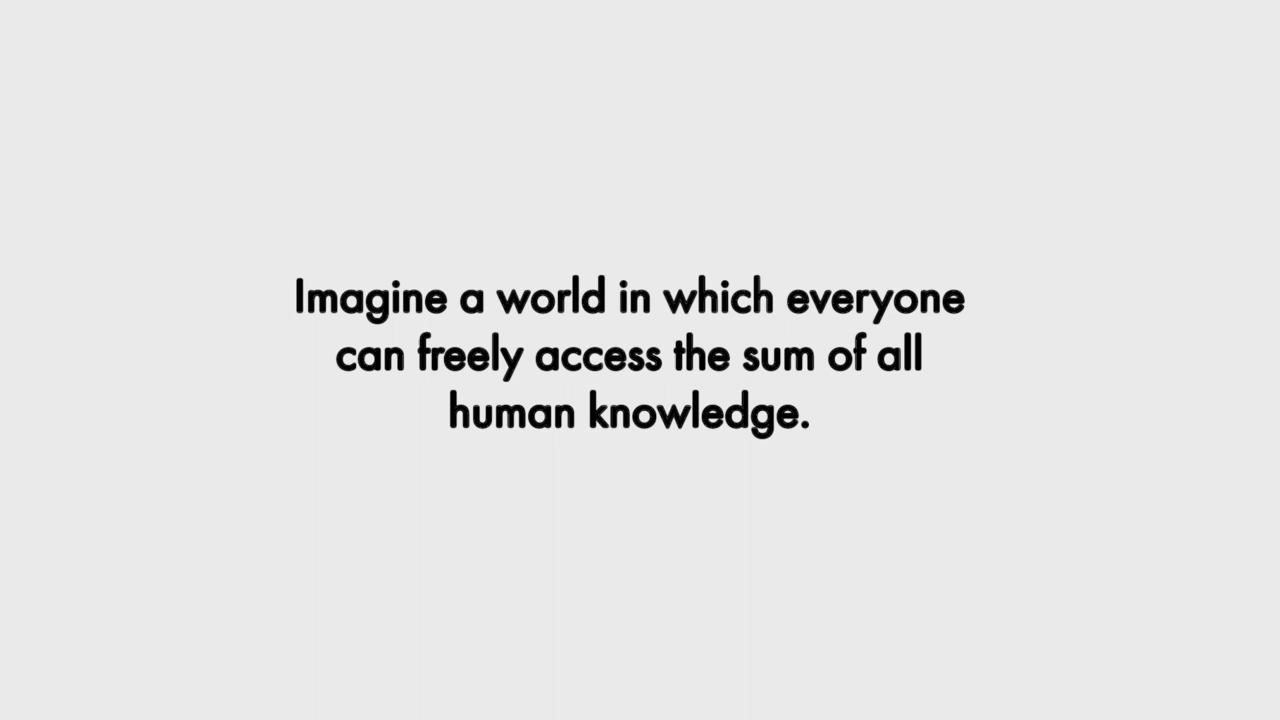 Imagine a world in which everyone
can freely access the sum of all
human knowledge.